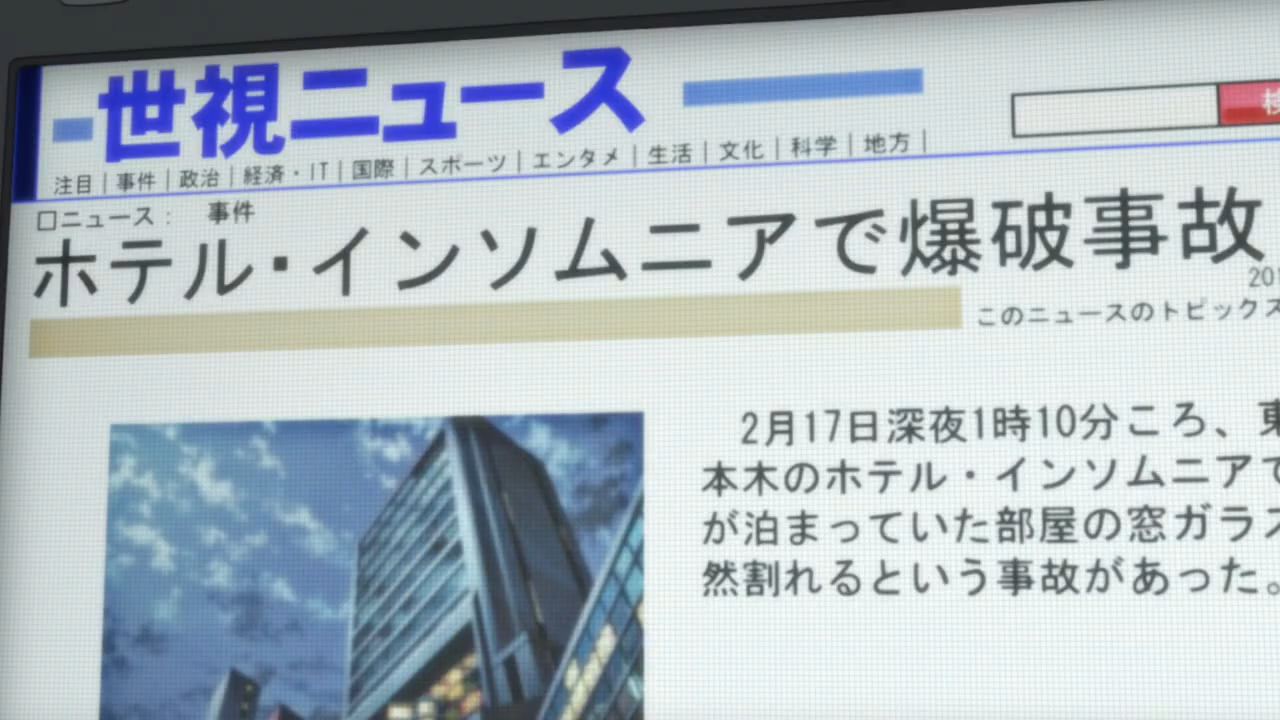 世視ニュース
検
注目｜事件｜政治｜経済・IT｜国際｜スポーツ｜エンタメ｜生活｜文化｜科学｜地方｜
□ニュース： 事件
ホテル・インソムニアで爆破事故
201
このニュースのトピックス
2月17日深夜1時10分ころ、東
本木のホテル・インソムニアで
が泊まっていた部屋の窓ガラス
然割れるという事故があった。